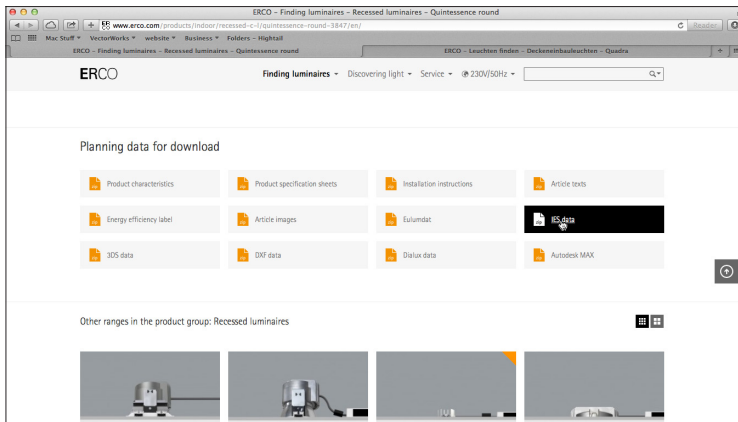 ERCO – Finding luminaires – Recessed luminaires – Quintessence round
www.erco.com/products/indoor/recessed-c-l/quintessence-round-3847/en/
Reader
Mac Stuff VectorWorks website Business Folders – Hightail
ERCO – Finding luminaires – Recessed luminaires – Quintessence round
ERCO – Leuchten finden – Deckeneinbauleuchten – Quadra
ERCO Finding luminaires Discovering light Service 230V/50Hz
Planning data for download
Product characteristics Product specification sheets Installation instructions Article texts
Energy efficiency label Article images Eulumdat IES data
3DS data DXF data Dialux data Autodesk MAX
Other ranges in the product group: Recessed luminaires